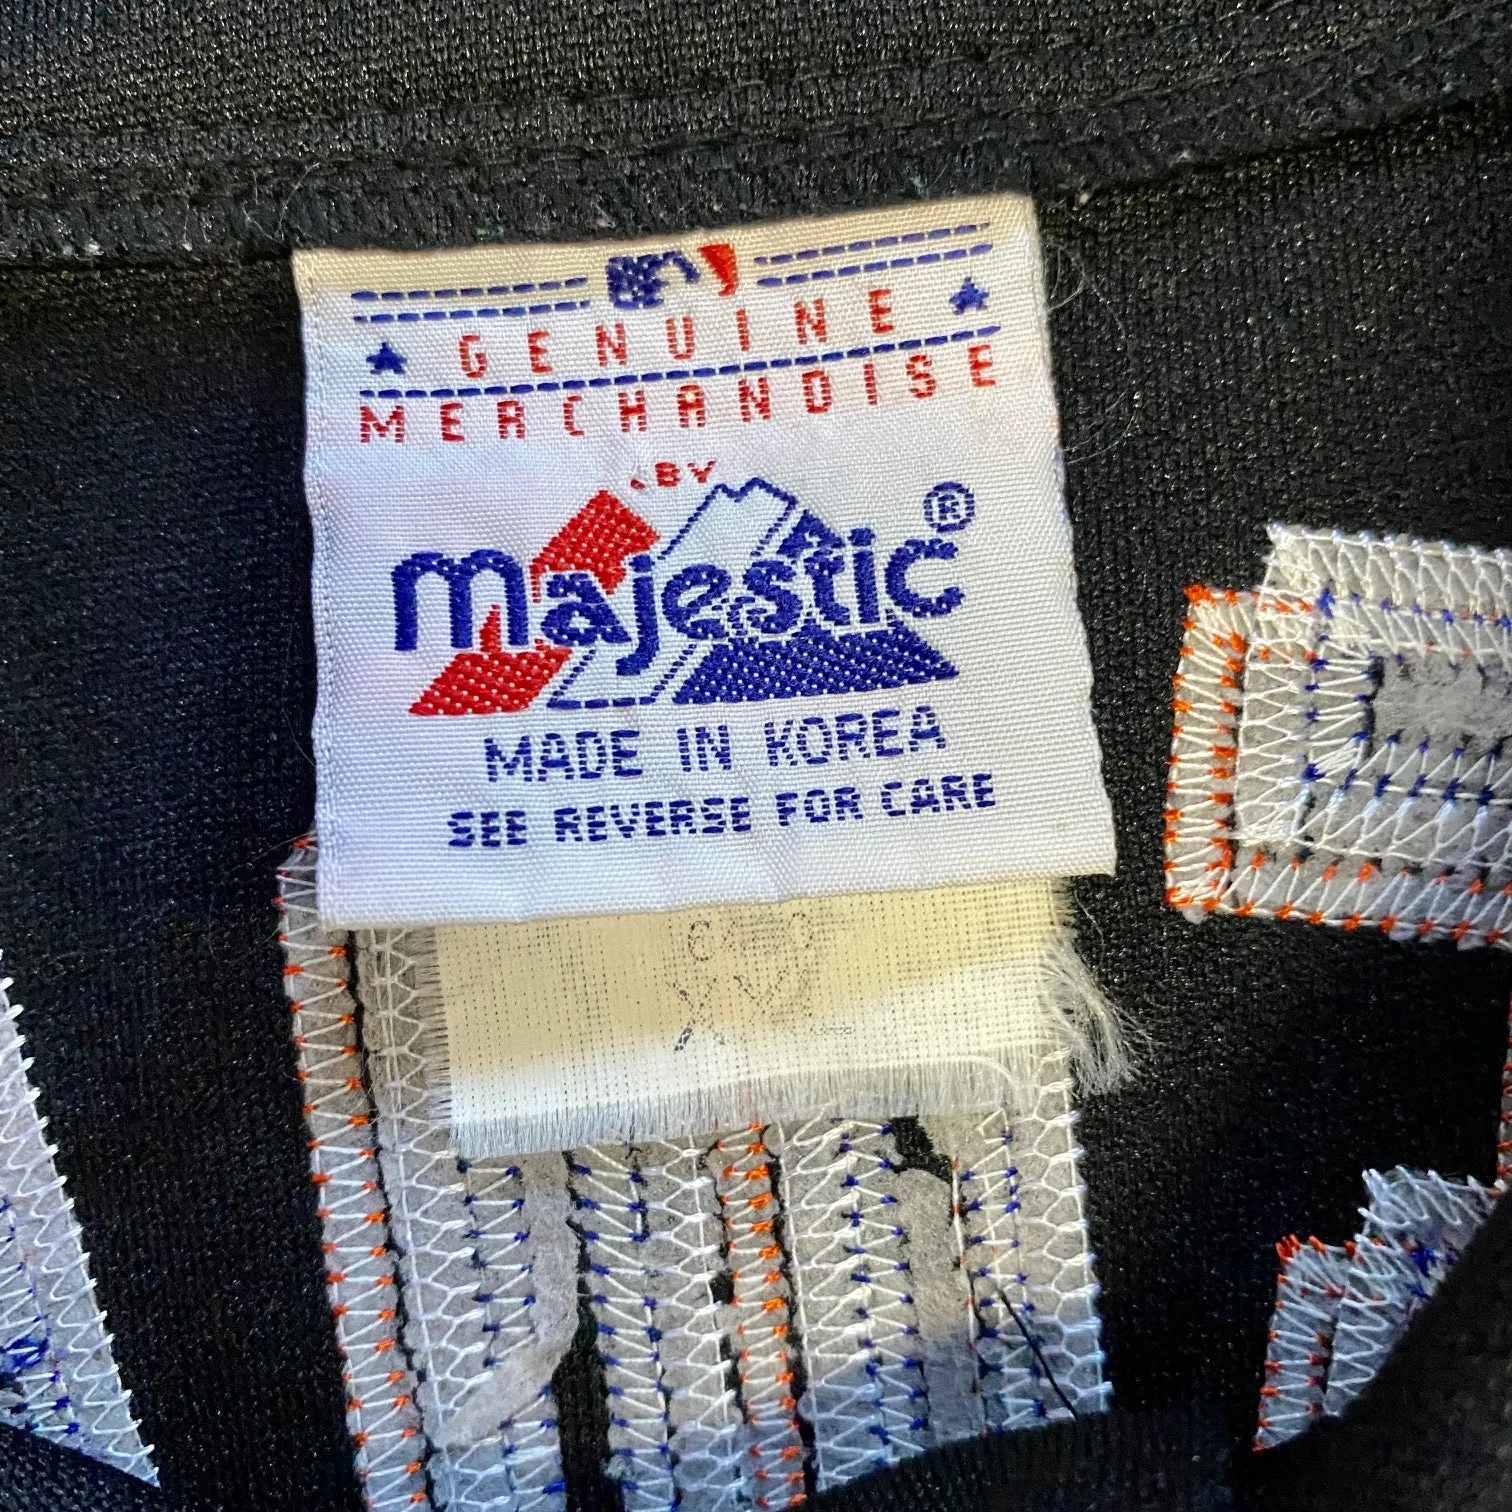 GENUINE
MERCHANDISE
BY
majestic®
MADE IN KOREA
SEE REVERSE FOR CARE